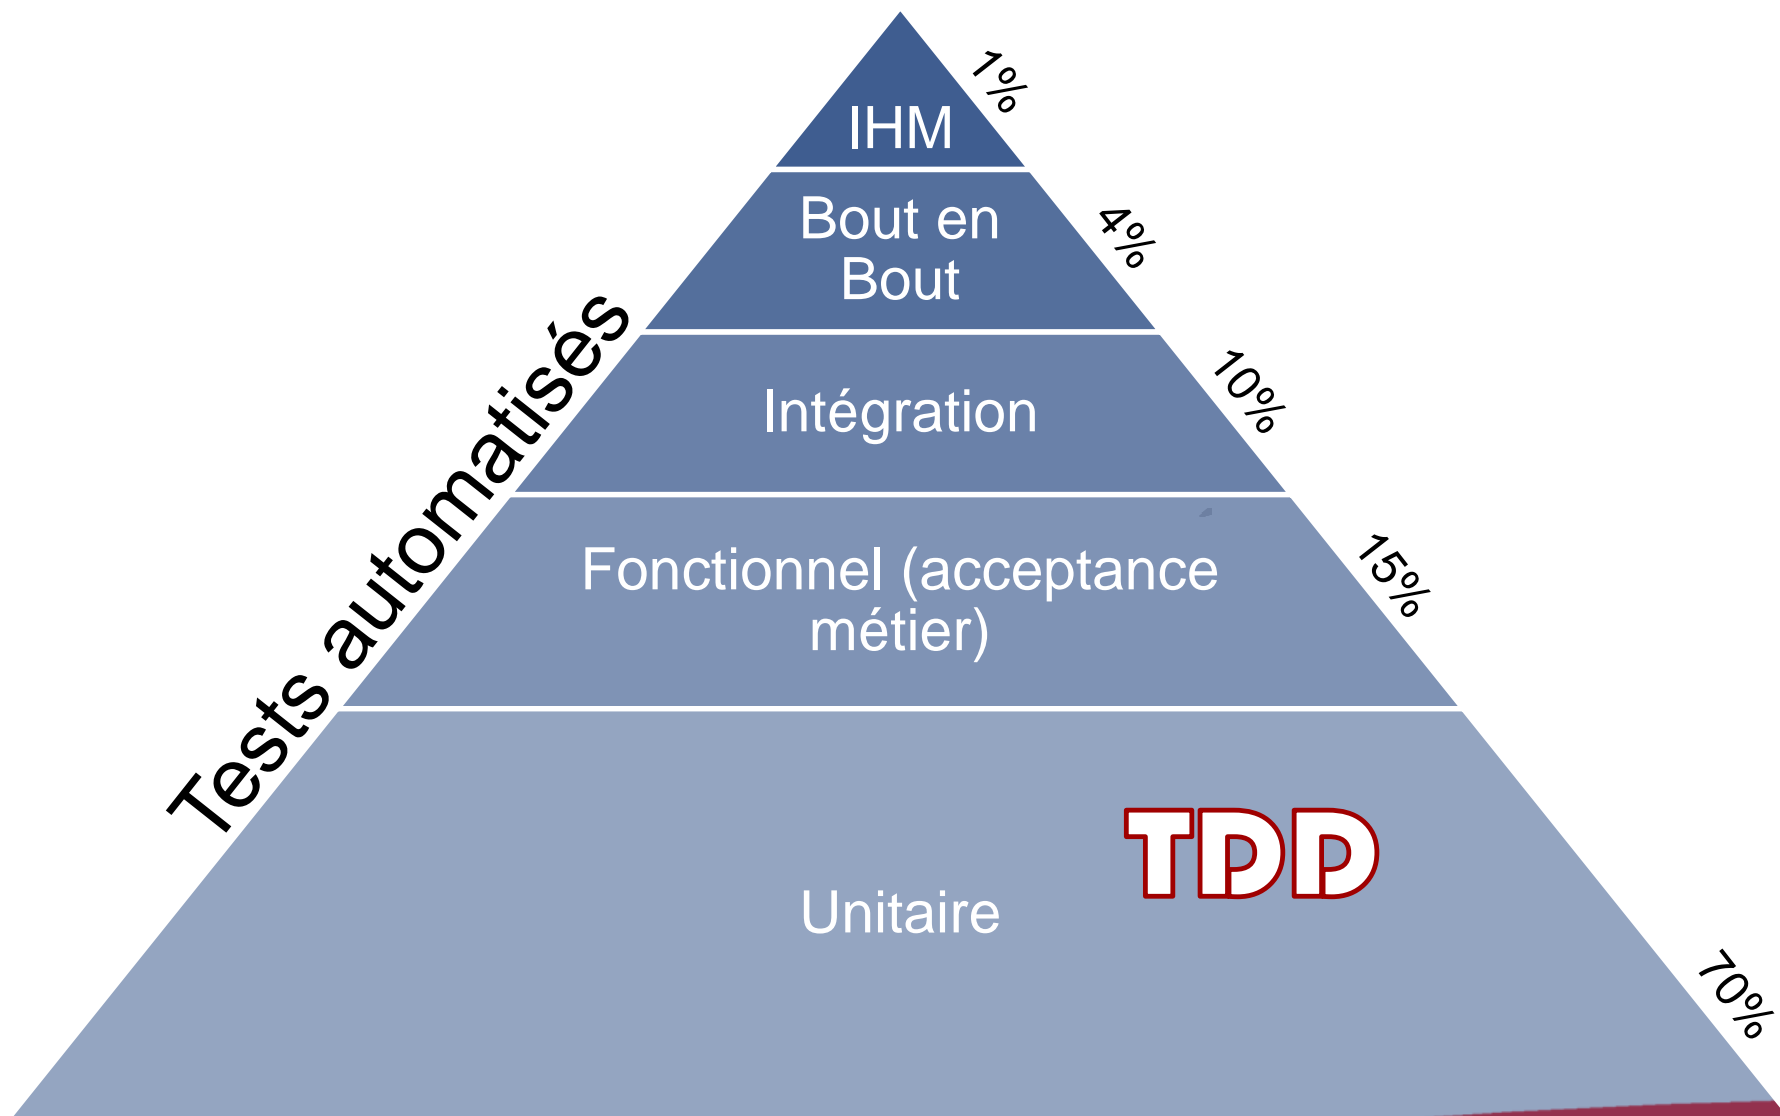 1%
IHM
4%
Bout en
Bout
10%
Intégration
Tests automatisés
15%
Fonctionnel (acceptance
métier)
TDD
Unitaire
70%